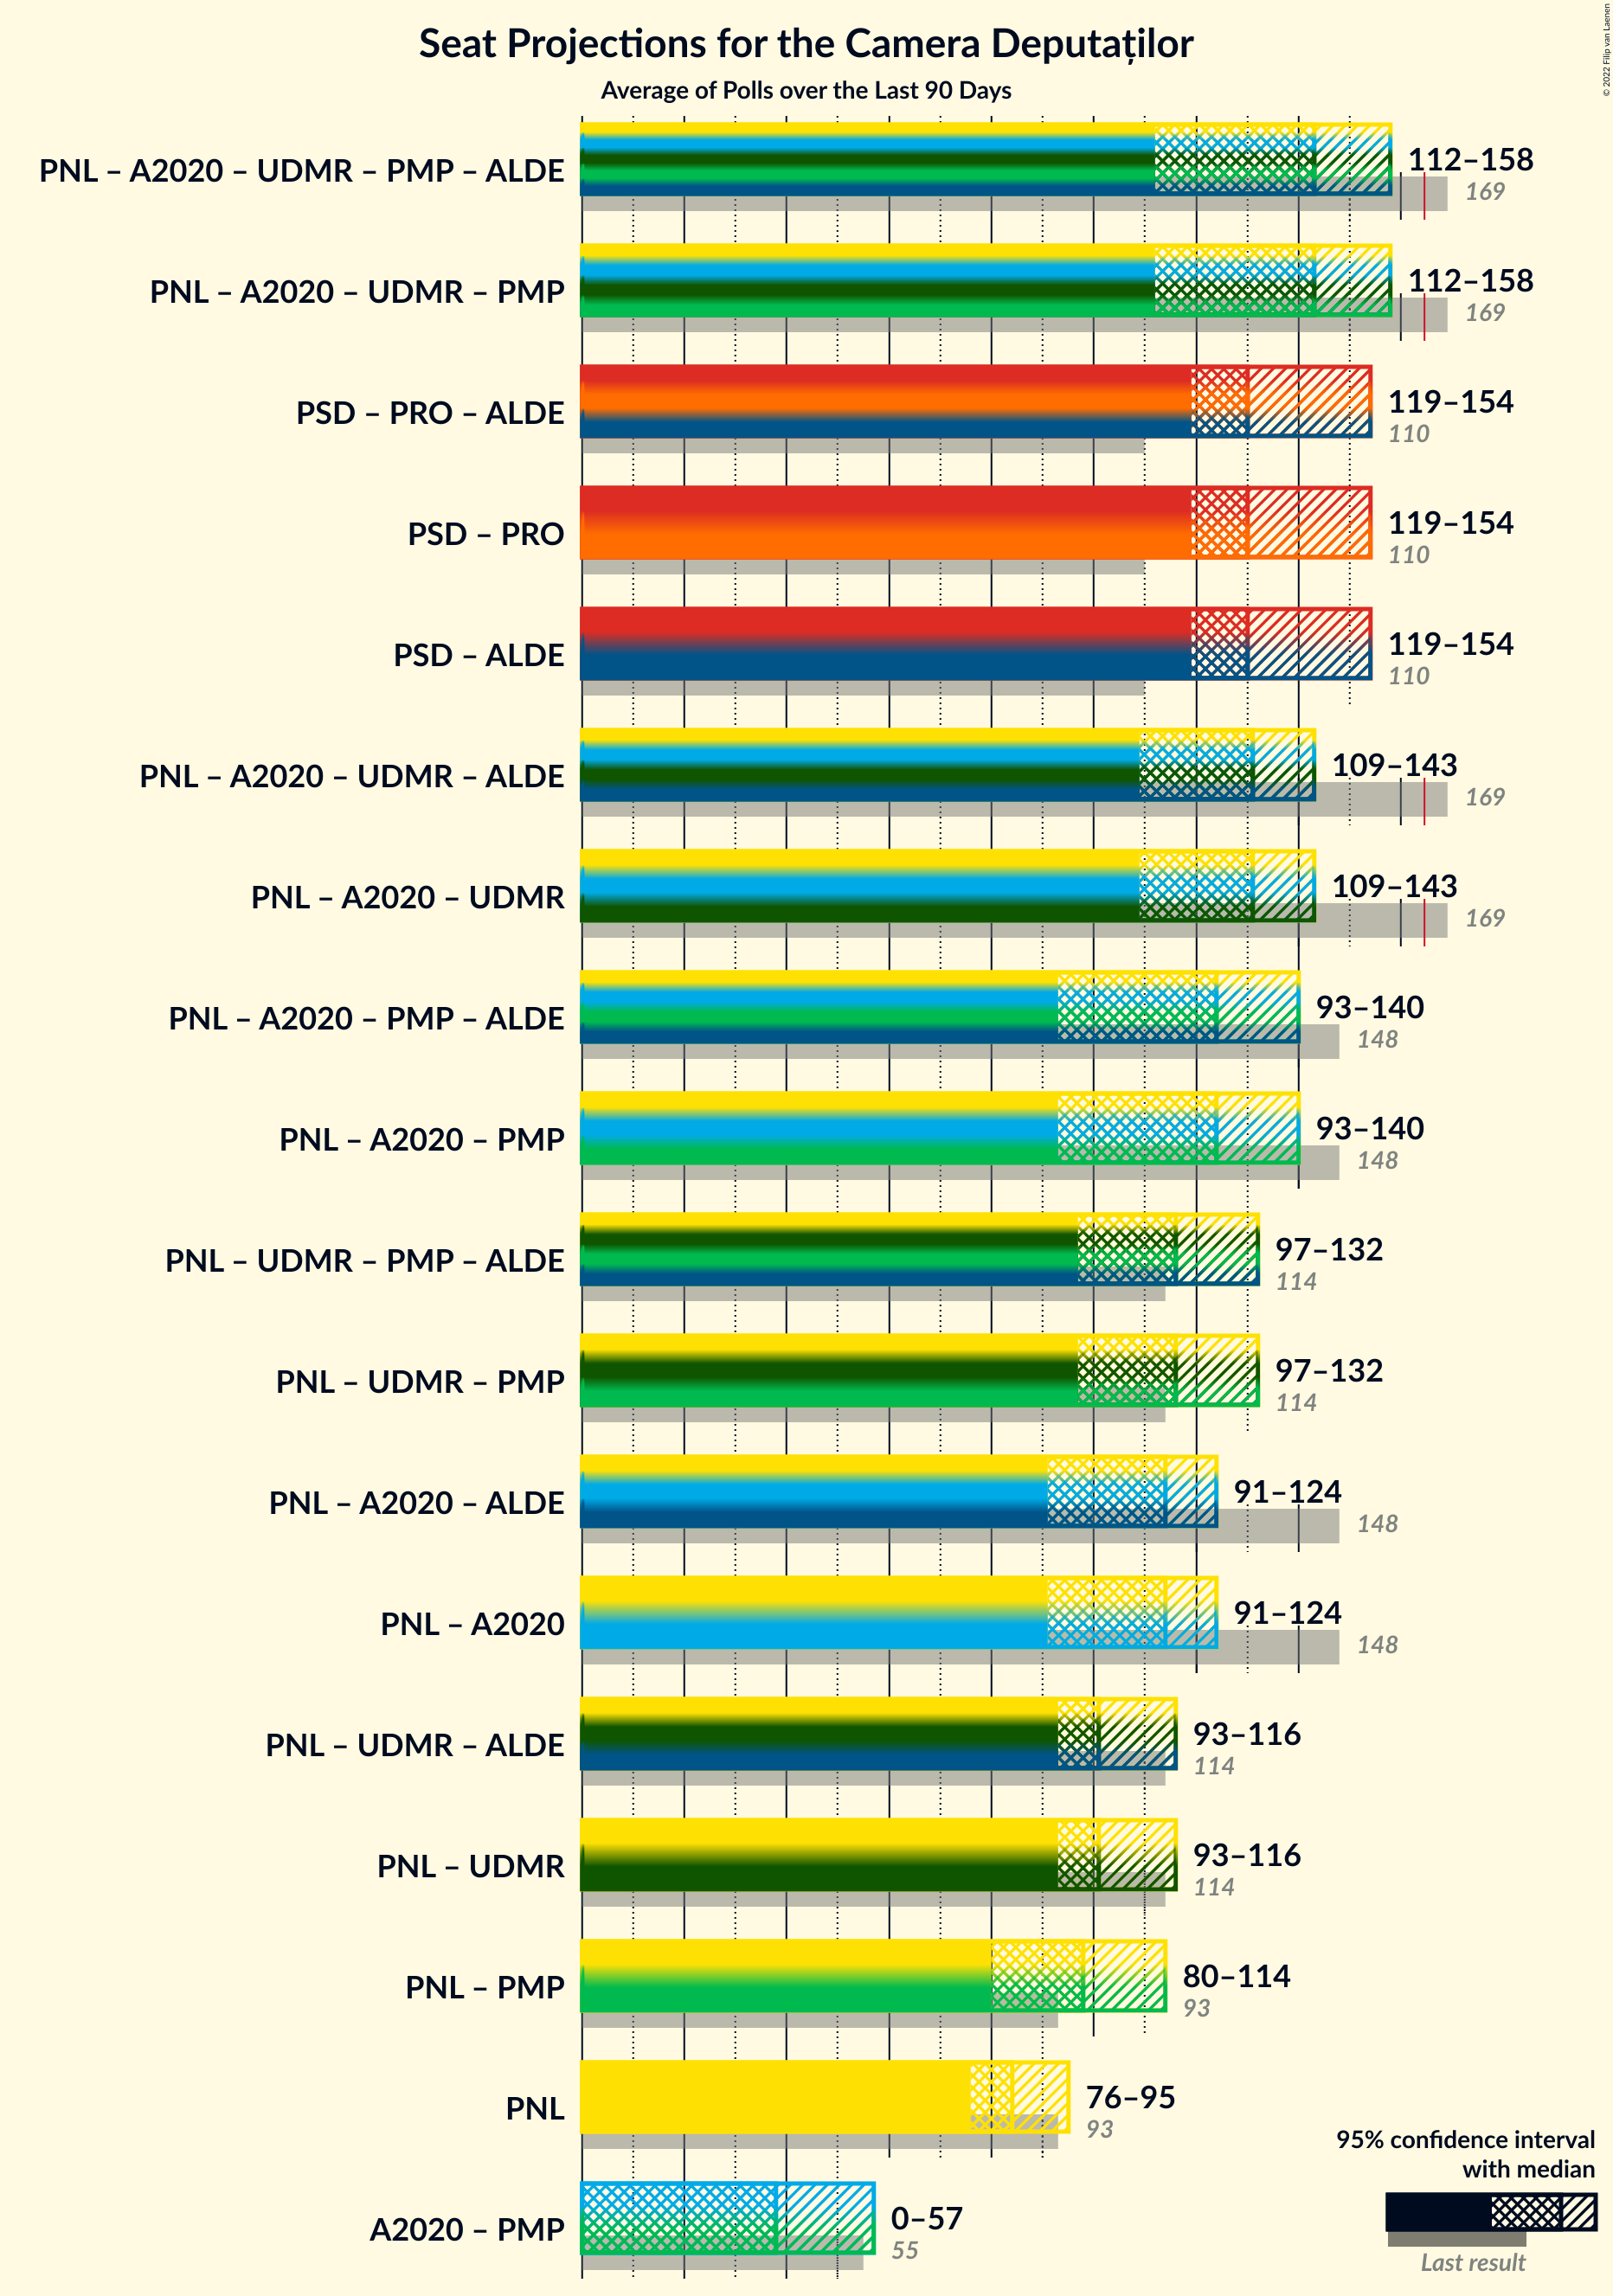 Seat Projections for the Camera Deputaților
Average of Polls over the Last 90 Days
© 2022 Filip van Laenen
PNL – A2020 – UDMR – PMP – ALDE
112–158
169
PNL – A2020 – UDMR – PMP
112–158
169
PSD – PRO – ALDE
119–154
110
PSD – PRO
119–154
110
PSD – ALDE
119–154
110
PNL – A2020 – UDMR – ALDE
109–143
169
PNL – A2020 – UDMR
109–143
169
PNL – A2020 – PMP – ALDE
93–140
148
PNL – A2020 – PMP
93–140
148
PNL – UDMR – PMP – ALDE
97–132
114
PNL – UDMR – PMP
97–132
114
PNL – A2020 – ALDE
91–124
148
PNL – A2020
91–124
148
PNL – UDMR – ALDE
93–116
114
PNL – UDMR
93–116
114
PNL – PMP
80–114
93
PNL
76–95
93
A2020 – PMP
0–57
55
95% confidence interval
with median
Last result